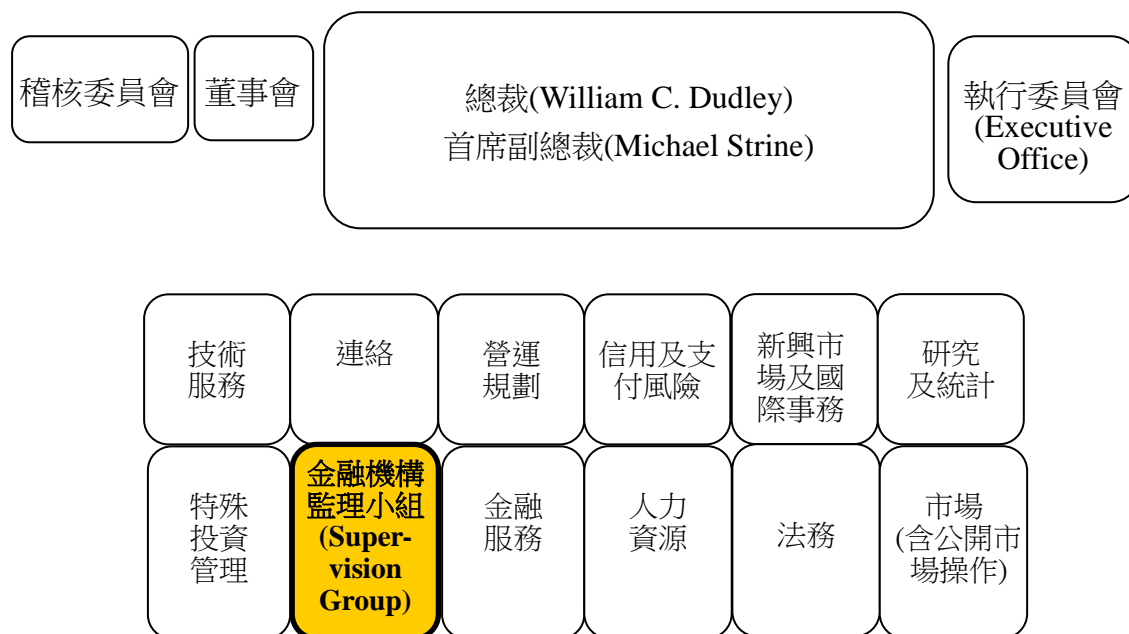 稽核委員會
董事會
總裁(William C. Dudley)
首席副總裁(Michael Strine)
執行委員會
(Executive
Office)
技術
服務
連絡
營運
規劃
信用及支
付風險
新興市
場及國
際事務
研究
及統計
特殊
投資
管理
金融機構
監理小組
(Super-
vision
Group)
金融
服務
人力
資源
法務
市場
(含公開市
場操作)